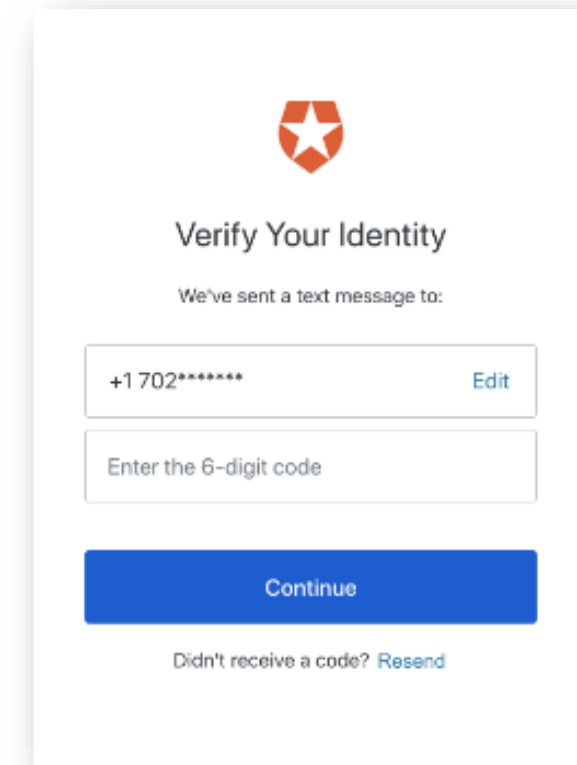 Verify Your Identity
We've sent a text message to:
+1 702******* Edit
Enter the 6-digit code
Continue
Didn't receive a code? Resend